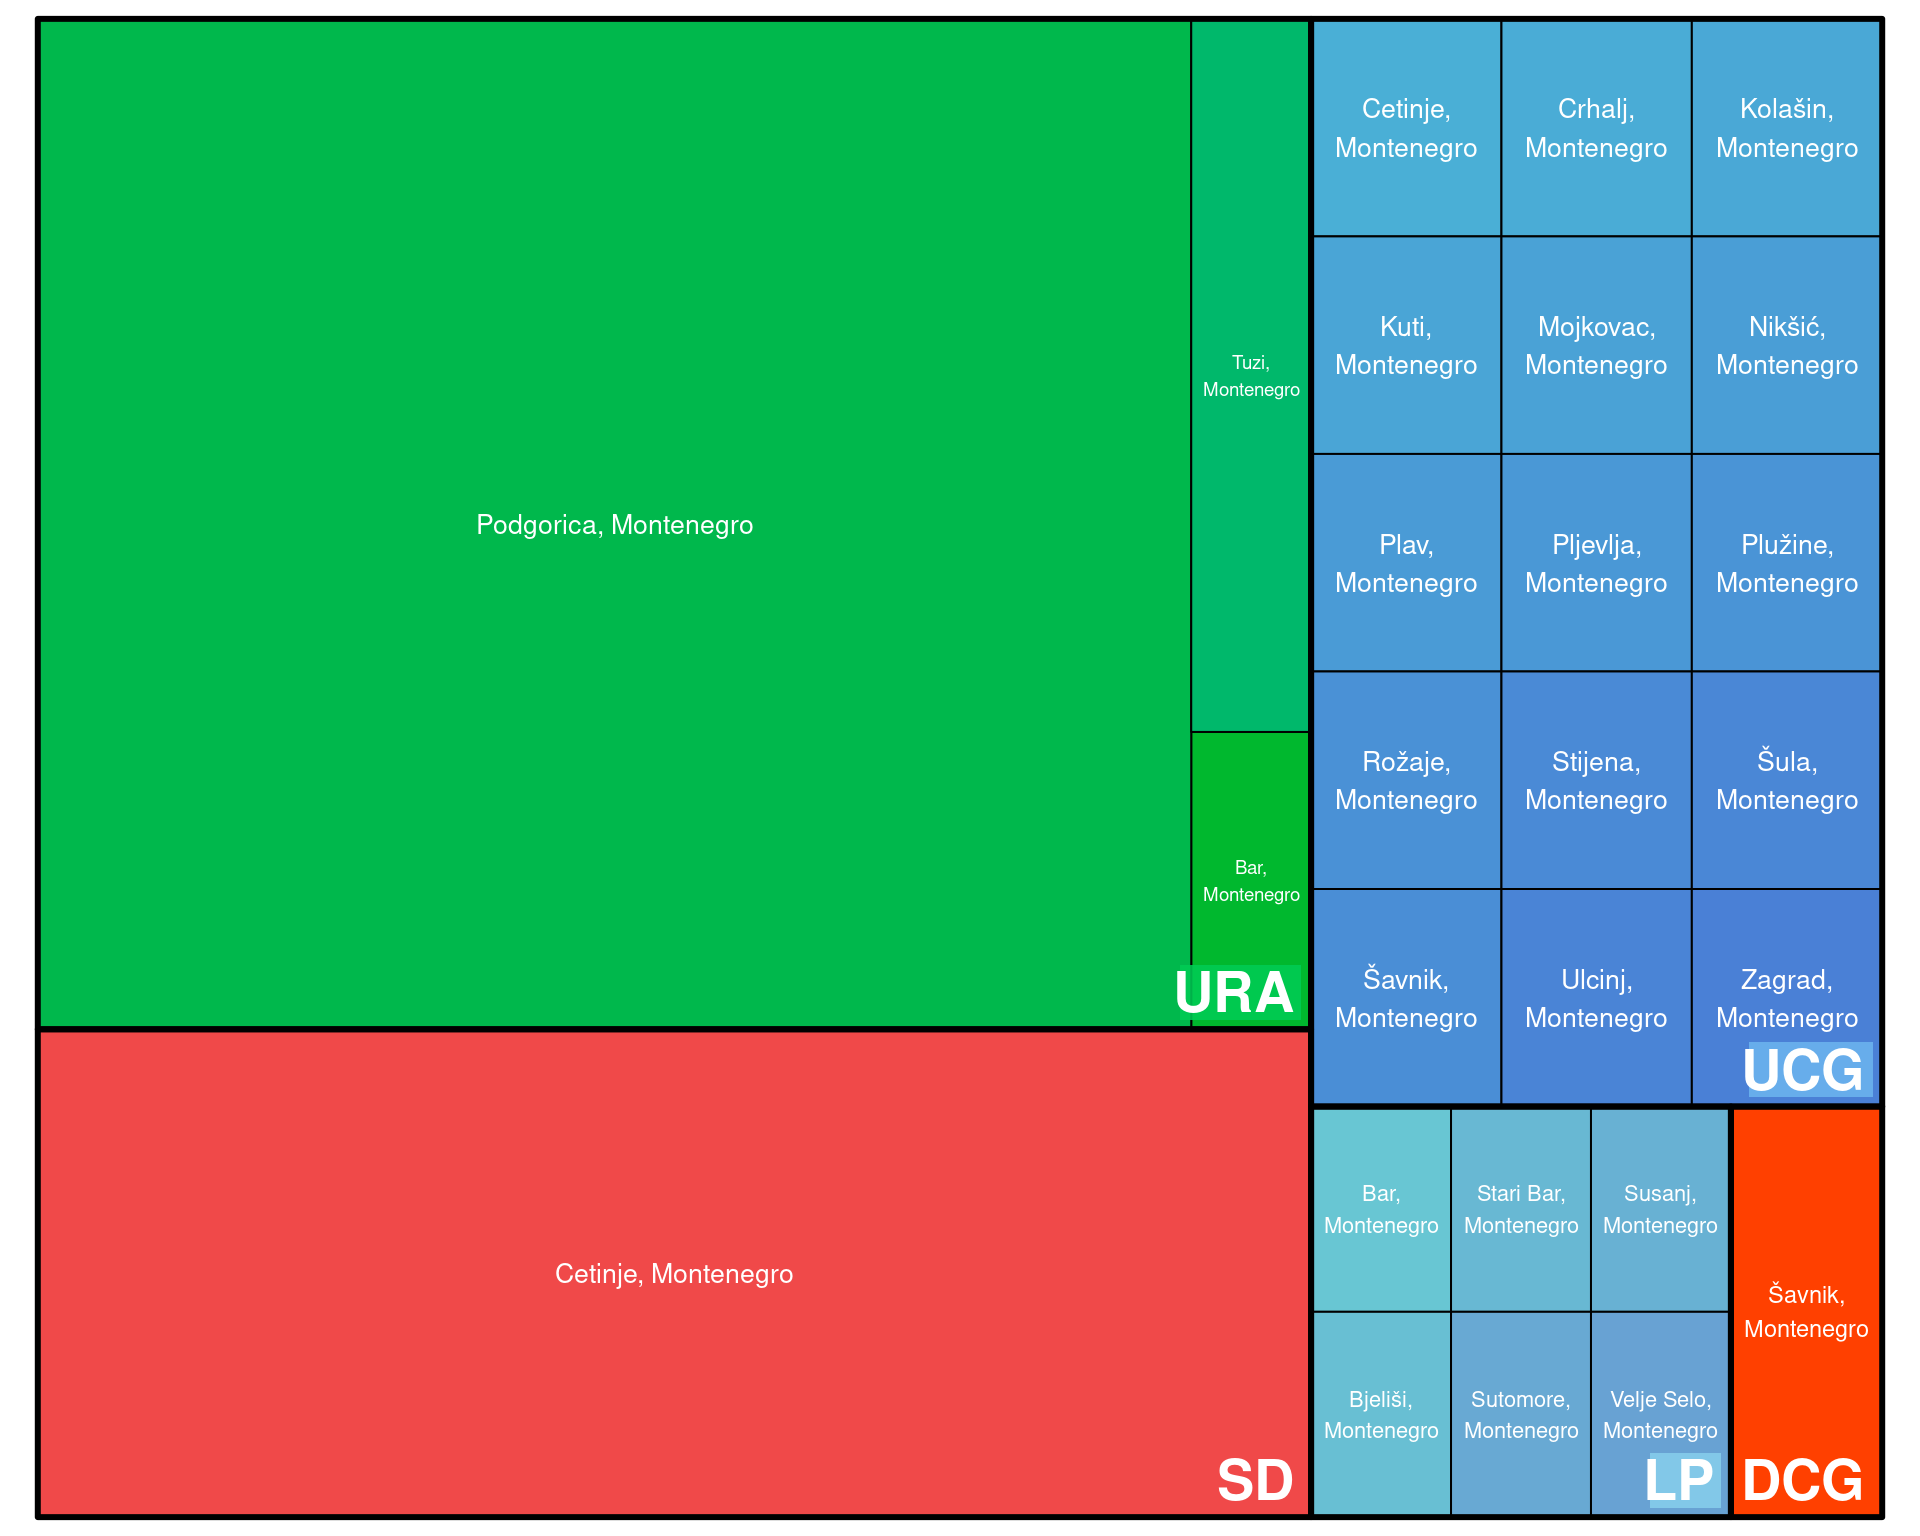 Podgorica, Montenegro
Tuzi,
Montenegro
Bar,
Montenegro
URA
Cetinje, Montenegro
SD
Cetinje,
Montenegro
Crhalj,
Montenegro
Kolašin,
Montenegro
Kuti,
Montenegro
Mojkovac,
Montenegro
Nikšić,
Montenegro
Plav,
Montenegro
Pljevlja,
Montenegro
Plužine,
Montenegro
Rožaje,
Montenegro
Stijena,
Montenegro
Šula,
Montenegro
Šavnik,
Montenegro
Ulcinj,
Montenegro
Zagrad,
Montenegro
UCG
Bar,
Montenegro
Stari Bar,
Montenegro
Susanj,
Montenegro
Bjeliši,
Montenegro
Sutomore,
Montenegro
Velje Selo,
Montenegro
LP
Šavnik,
Montenegro
DCG